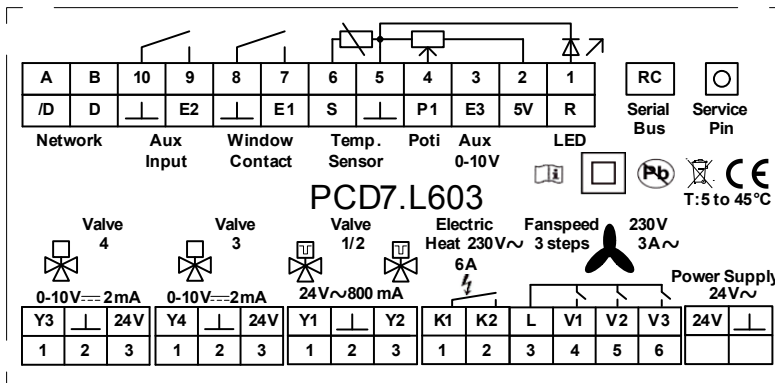 A B 10 9 8 7 6 5 4 3 2 1 RC
/D D ⊥ E2 ⊥ E1 S ⊥ P1 E3 5V R Serial Bus Service Pin
Network Aux Input Window Contact Temp. Sensor Poti Aux 0-10V LED
i Pb CE
T:5 to 45°C
PCD7.L603
Valve 4 Valve 3 Valve 1/2 Electric Heat 230V~ 6A Fanspeed 3 steps 230V 3A~
0-10V⎓2mA 0-10V⎓2mA 24V~800 mA Power Supply 24V~
Y3 ⊥ 24V Y4 ⊥ 24V Y1 ⊥ Y2 K1 K2 L V1 V2 V3 24V ⊥
1 2 3 1 2 3 1 2 3 1 2 3 4 5 6